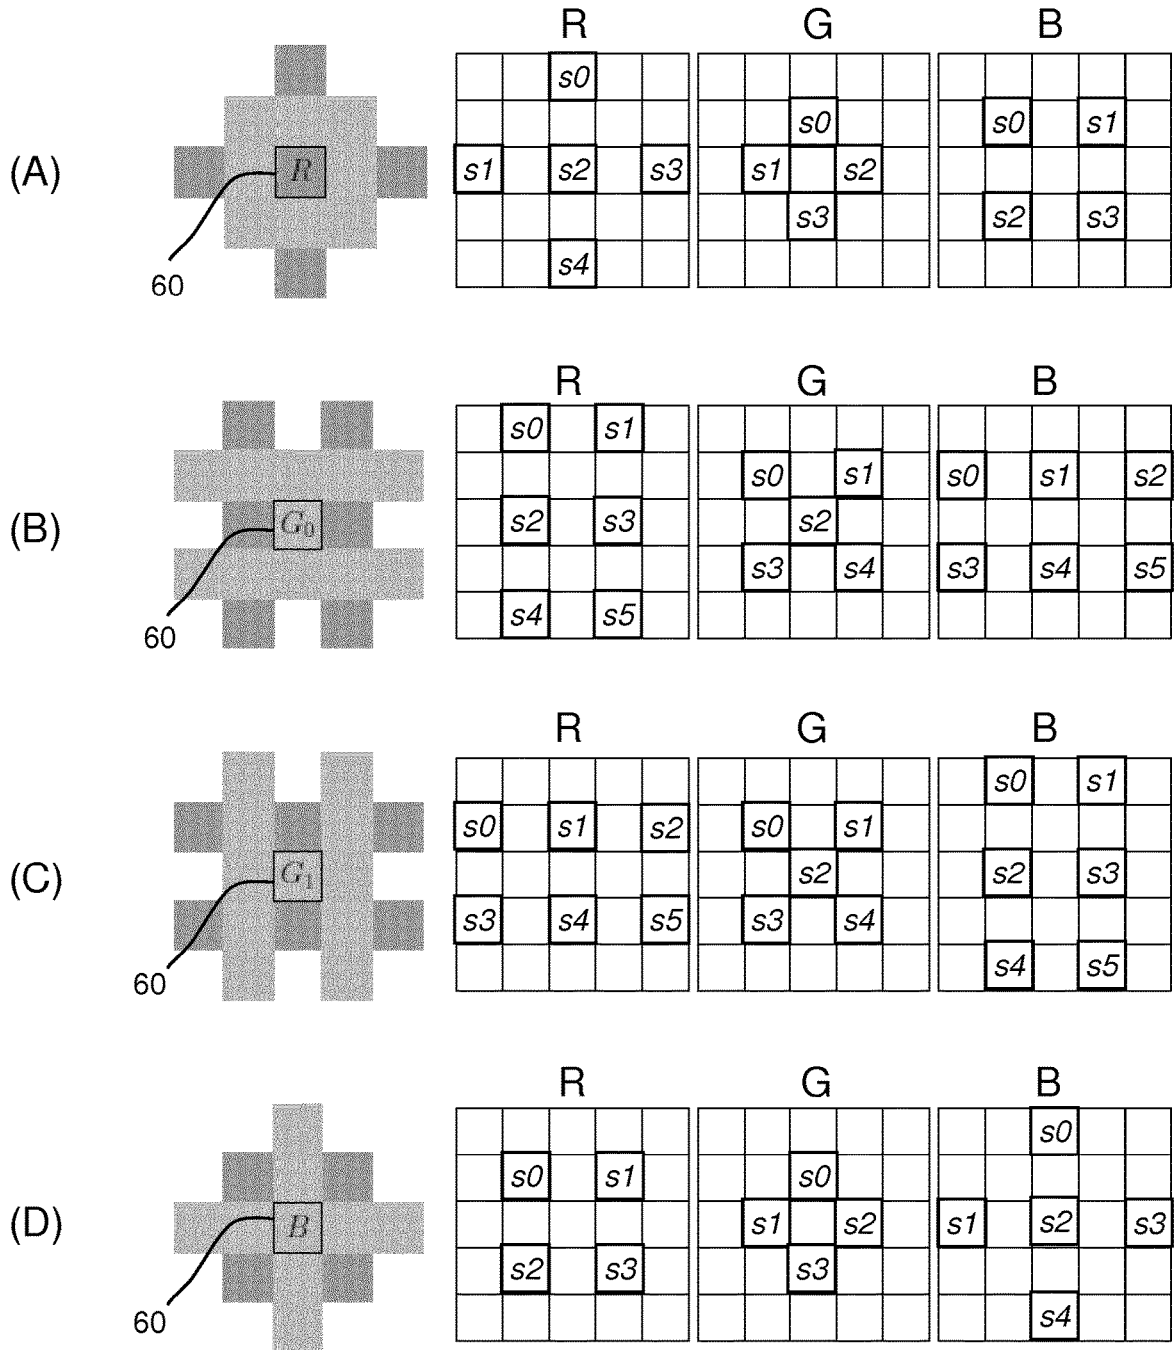 R G B
s0
s0 s0 s1
(A) R s1 s2 s3 s1 s2
s3 s2 s3
60 s4
R G B
s0 s1
s0 s1 s0 s1 s2
(B) G0 s2 s3 s2
s3 s4 s3 s4 s5
60 s4 s5
R G B
s0 s1
s0 s1 s2 s0 s1
(C) G1 s2 s2 s3
s3 s4 s5 s3 s4
60 s4 s5
R G B
s0
s0 s1 s0
(D) B s1 s2 s1 s2 s3
s2 s3 s3
60 s4